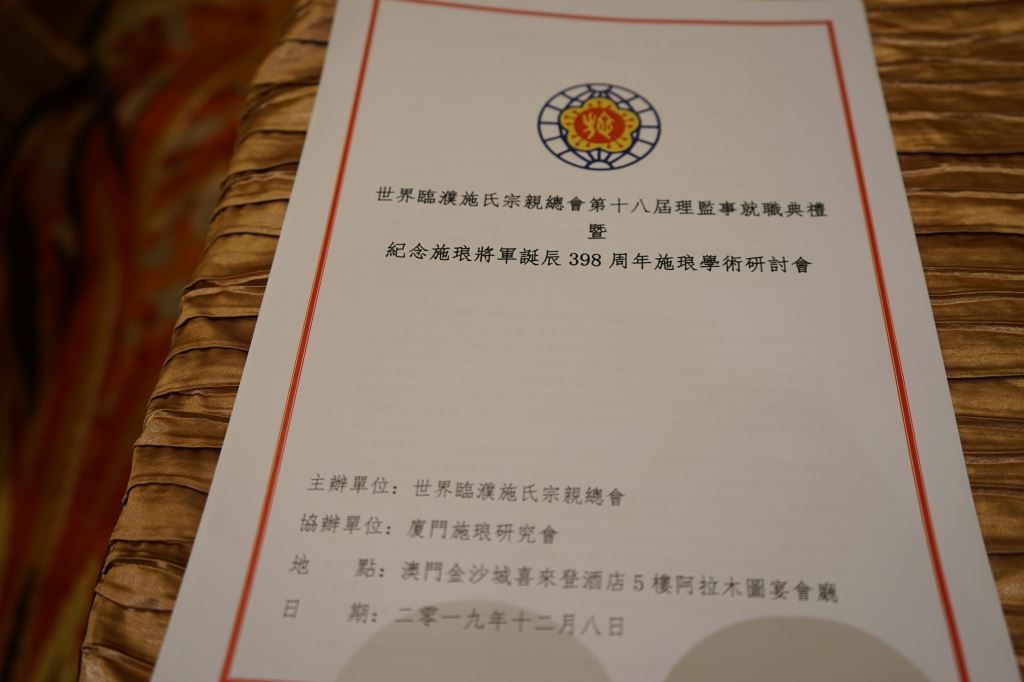 世界臨濮施氏宗親總會第十八屆理監事就職典禮
暨
紀念施琅將軍誕辰 398 周年施琅學術研討會
主辦單位：世界臨濮施氏宗親總會
協辦單位：廈門施琅研究會
地　　點：澳門金沙城喜來登酒店 5 樓阿拉木圖宴會廳
日　　期：二零一九年十二月八日